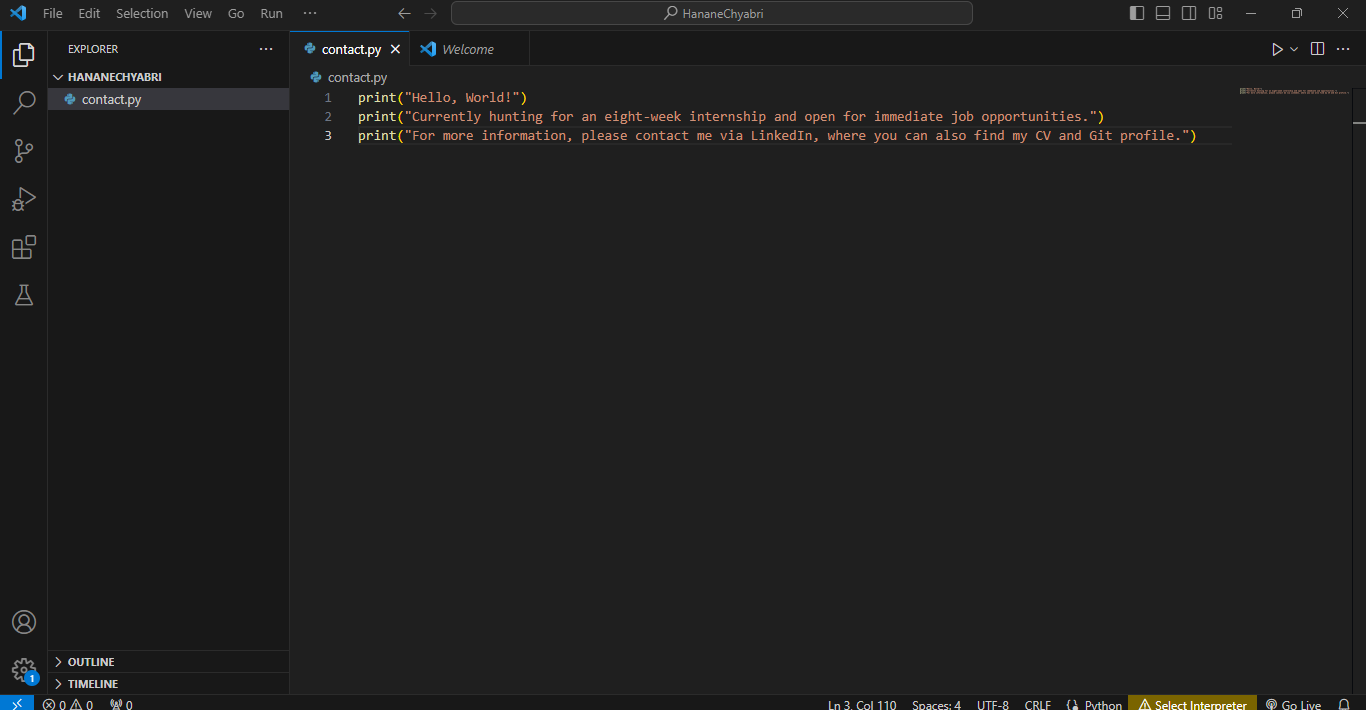 File Edit Selection View Go Run ··· HananeChyabri
EXPLORER ···
HANANECHYABRI
contact.py
contact.py Welcome ···
contact.py
1 print("Hello, World!")
2 print("Currently hunting for an eight-week internship and open for immediate job opportunities.")
3 print("For more information, please contact me via LinkedIn, where you can also find my CV and Git profile.")
OUTLINE
1
TIMELINE
0 0 0 Ln 3, Col 110 Spaces: 4 UTF-8 CRLF Python Select Interpreter Go Live